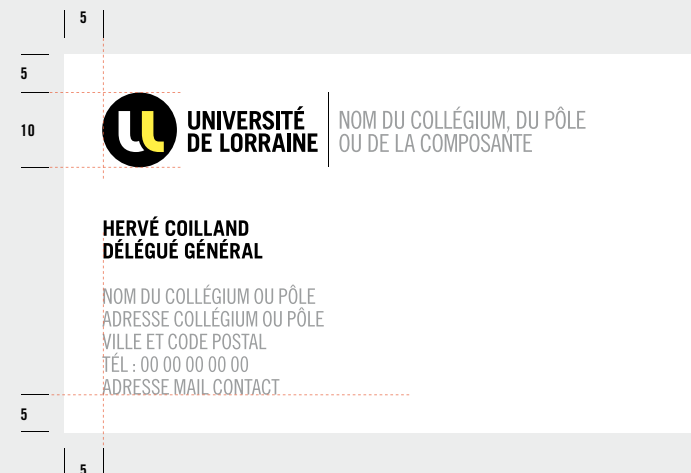 5
5
10
UNIVERSITÉ
DE LORRAINE
NOM DU COLLÉGIUM, DU PÔLE
OU DE LA COMPOSANTE
HERVÉ COILLAND
DÉLÉGUÉ GÉNÉRAL
NOM DU COLLÉGIUM OU PÔLE
ADRESSE COLLÉGIUM OU PÔLE
VILLE ET CODE POSTAL
TÉL : 00 00 00 00 00
ADRESSE MAIL CONTACT
5
5